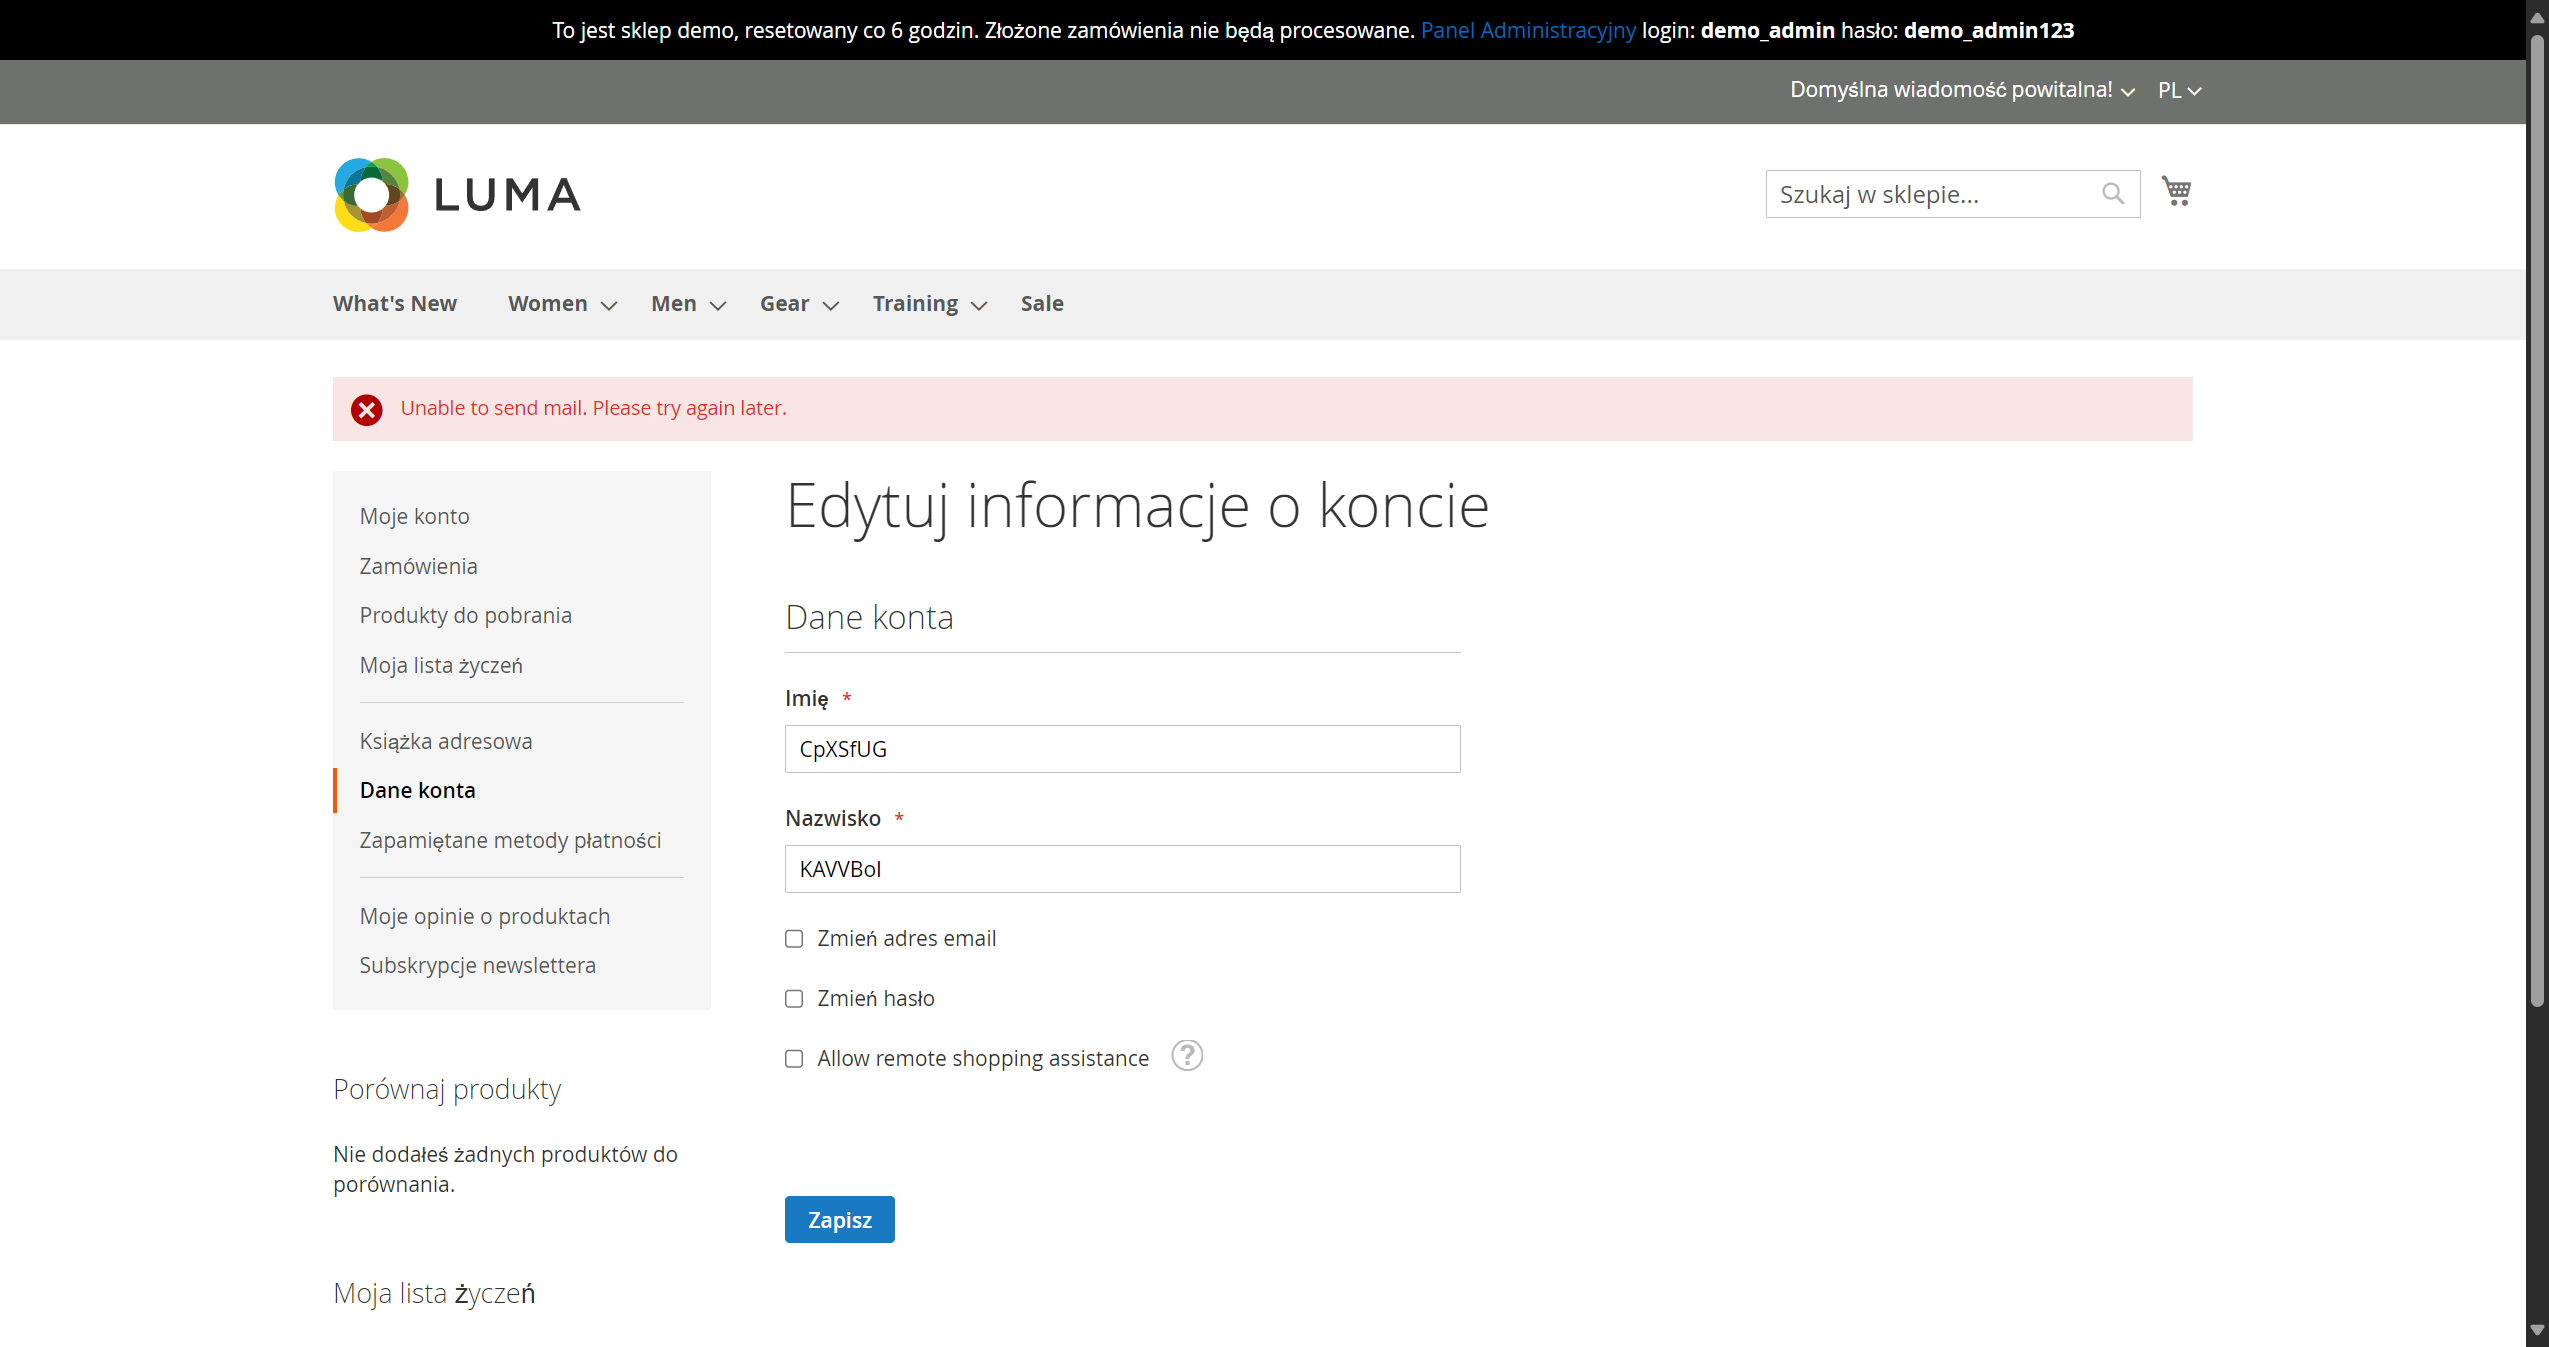 To jest sklep demo, resetowany co 6 godzin. Złożone zamówienia nie będą procesowane. Panel Administracyjny login: demo_admin hasło: demo_admin123
Domyślna wiadomość powitalna! PL
LUMA
Szukaj w sklepie...
What's New Women Men Gear Training Sale
Unable to send mail. Please try again later.
Moje konto
Zamówienia
Produkty do pobrania
Moja lista życzeń
Książka adresowa
Dane konta
Zapamiętane metody płatności
Moje opinie o produktach
Subskrypcje newslettera
Porównaj produkty
Nie dodałeś żadnych produktów do
porównania.
Moja lista życzeń
Edytuj informacje o koncie
Dane konta
Imię *
CpXSfUG
Nazwisko *
KAVVBol
Zmień adres email
Zmień hasło
Allow remote shopping assistance ?
Zapisz